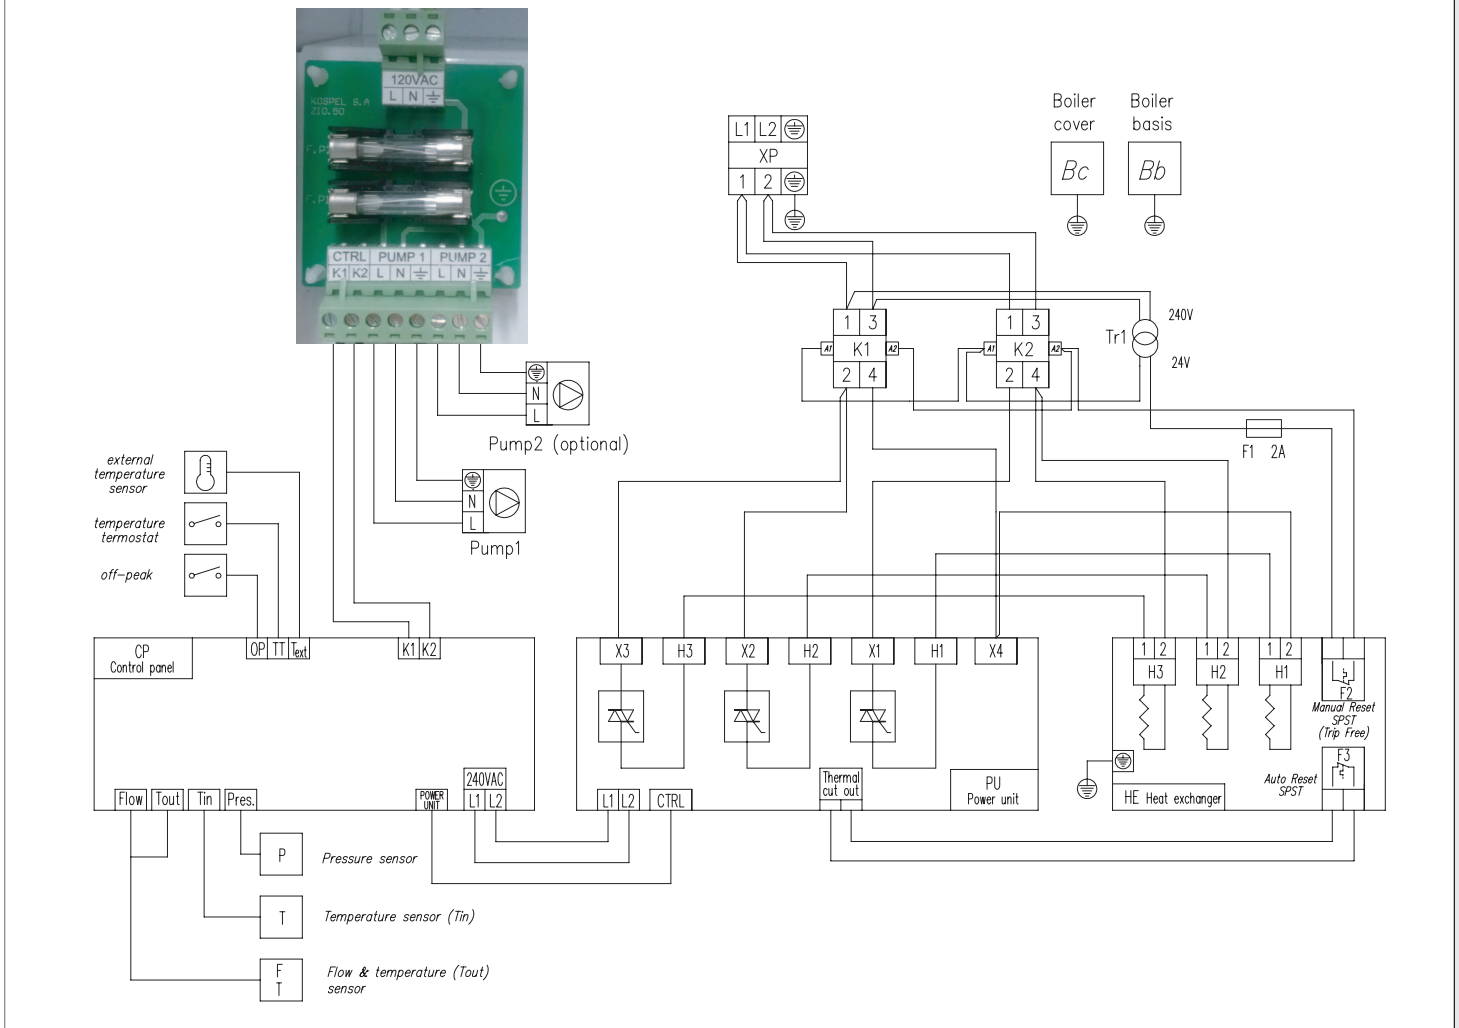 120VAC
L N
KOSPEL S.A
Z10.50
F.P2
F.P1
CTRL PUMP 1 PUMP 2
K1 K2 L N L N
N
L
Pump2 (optional)
N
L
Pump1
external
temperature
sensor
temperature
termostat
off-peak
CP
Control panel
OP TT Text
K1 K2
Flow Tout Tin Pres.
POWER
UNIT
240VAC
L1 L2
P
Pressure sensor
T
Temperature sensor (Tin)
F
T
Flow & temperature (Tout)
sensor
L1 L2
XP
1 2
Boiler
cover
Bc
Boiler
basis
Bb
1 3
A1 K1 A2
2 4
1 3
A1 K2 A2
2 4
Tr1
240V
24V
F1 2A
X3 H3 X2 H2 X1 H1 X4
L1 L2 CTRL
Thermal
cut out
PU
Power unit
1 2
H3
1 2
H2
1 2
H1
F2
Manual Reset
SPST
(Trip Free)
F3
Auto Reset
SPST
HE Heat exchanger